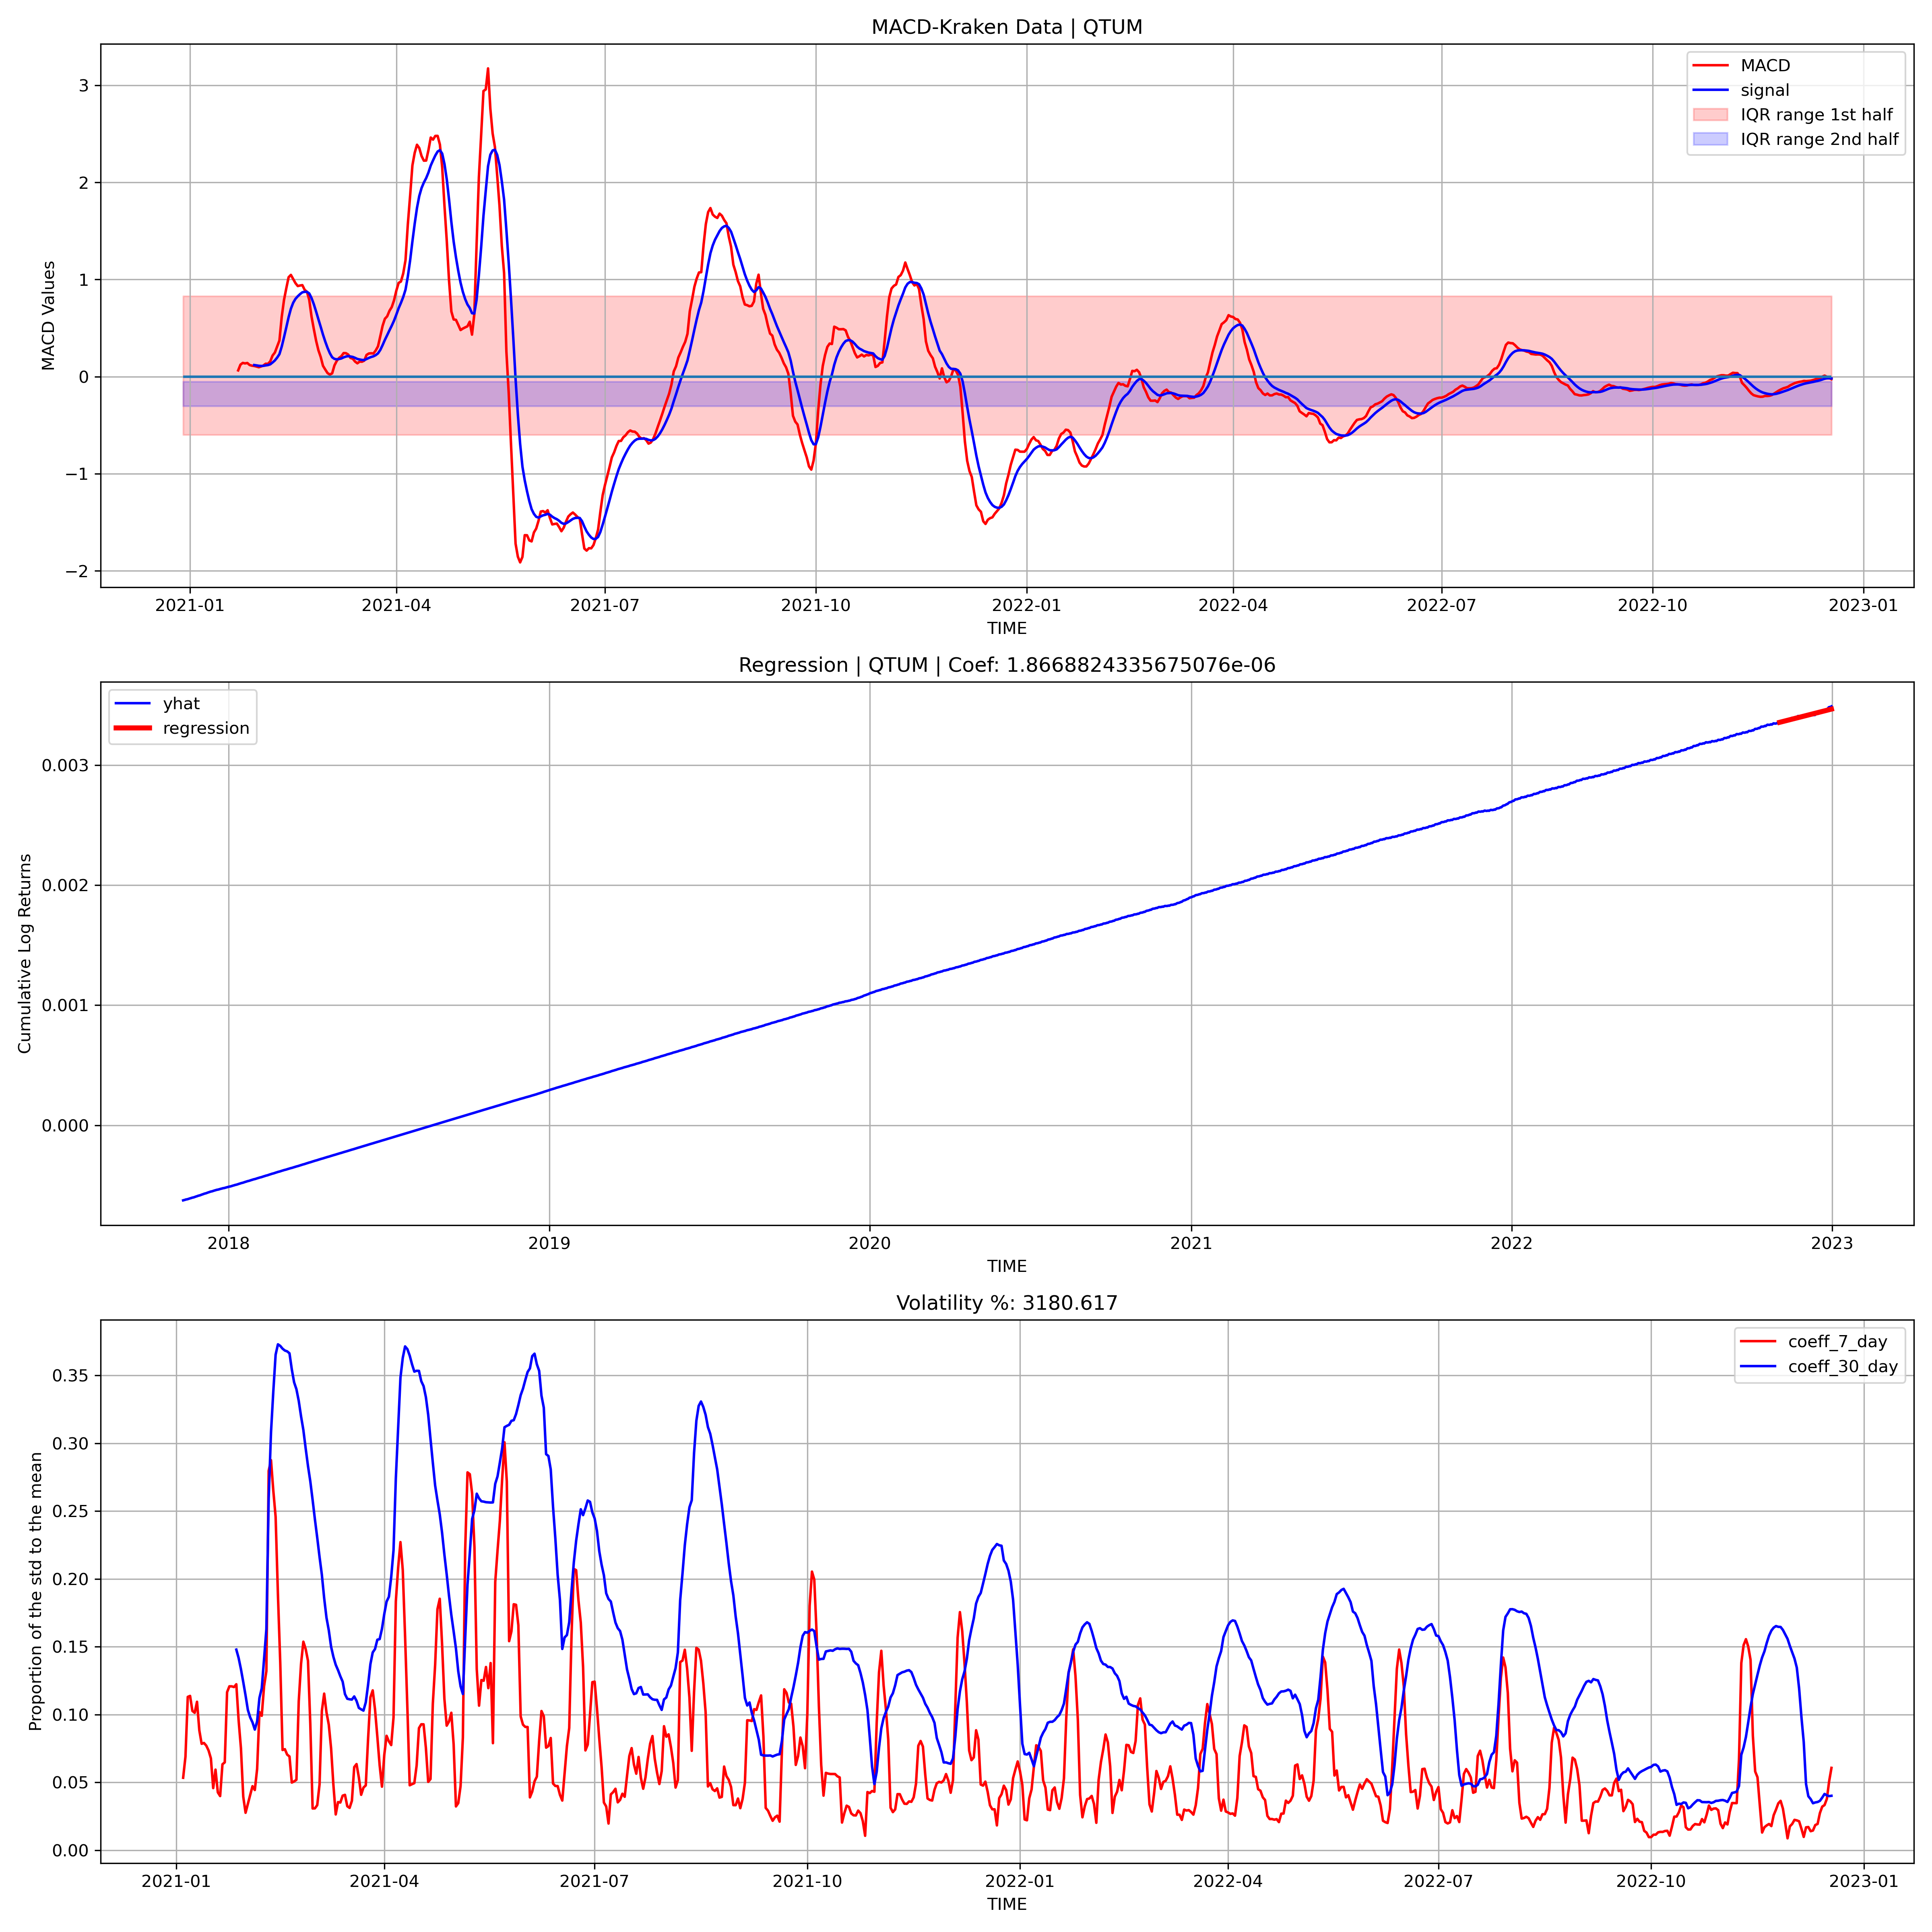 MACD-Kraken Data | QTUM
MACD Values
3
2
1
0
−1
−2
MACD
signal
IQR range 1st half
IQR range 2nd half
2021-01 2021-04 2021-07 2021-10 2022-01 2022-04 2022-07 2022-10 2023-01
TIME
Regression | QTUM | Coef: 1.8668824335675076e-06
Cumulative Log Returns
yhat
regression
0.003
0.002
0.001
0.000
2018 2019 2020 2021 2022 2023
TIME
Volatility %: 3180.617
Proportion of the std to the mean
coeff_7_day
coeff_30_day
0.35
0.30
0.25
0.20
0.15
0.10
0.05
0.00
2021-01 2021-04 2021-07 2021-10 2022-01 2022-04 2022-07 2022-10 2023-01
TIME